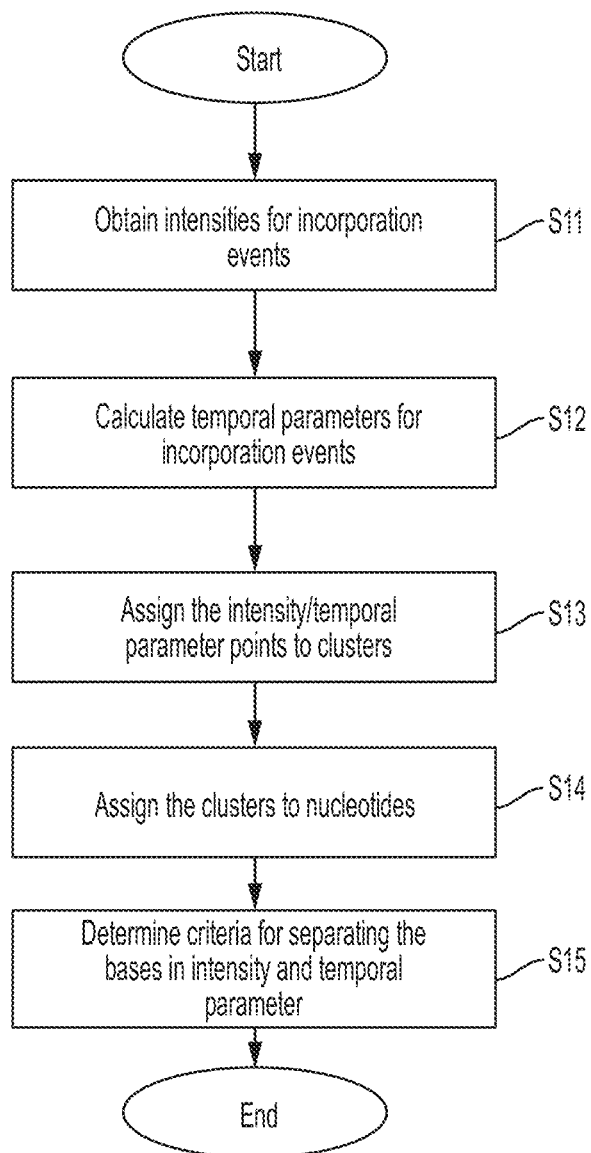 Start
Obtain intensities for incorporation
events
S11
Calculate temporal parameters for
incorporation events
S12
Assign the intensity/temporal
parameter points to clusters
S13
Assign the clusters to nucleotides
S14
Determine criteria for separating the
bases in intensity and temporal
parameter
S15
End